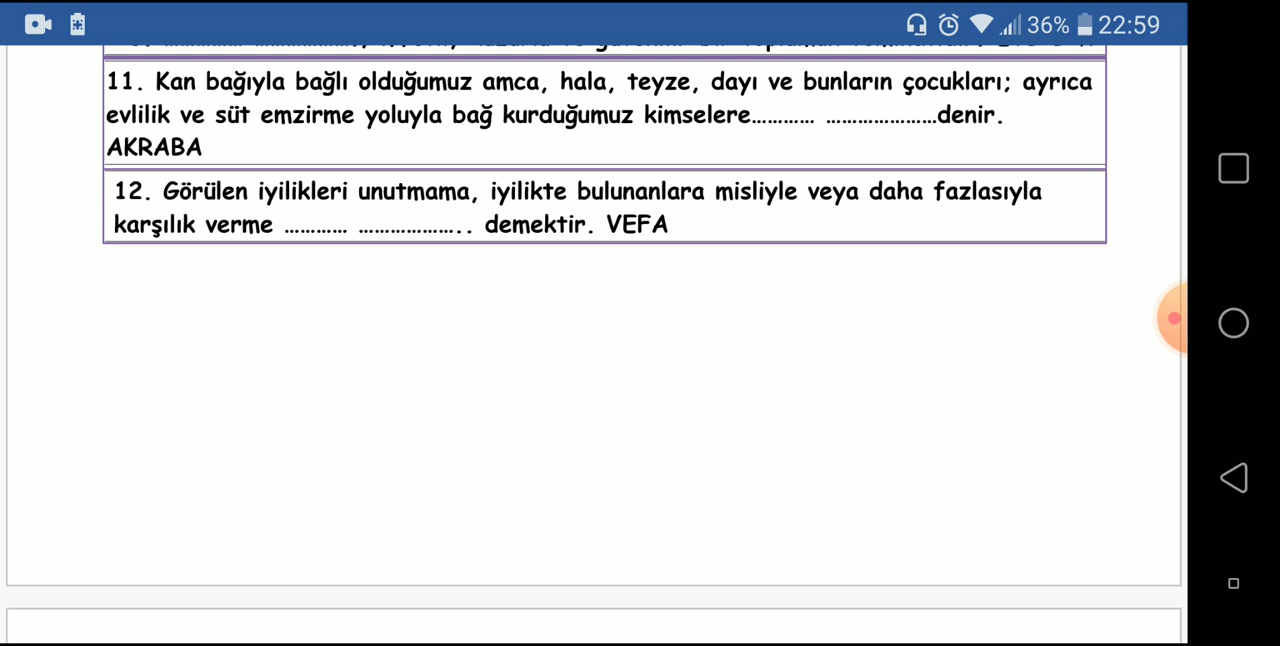 36% 22:59
11. Kan bağıyla bağlı olduğumuz amca, hala, teyze, dayı ve bunların çocukları; ayrıca
evlilik ve süt emzirme yoluyla bağ kurduğumuz kimselere………… …………………denir.
AKRABA
12. Görülen iyilikleri unutmama, iyilikte bulunanlara misliyle veya daha fazlasıyla
karşılık verme ………… ……………….. demektir. VEFA